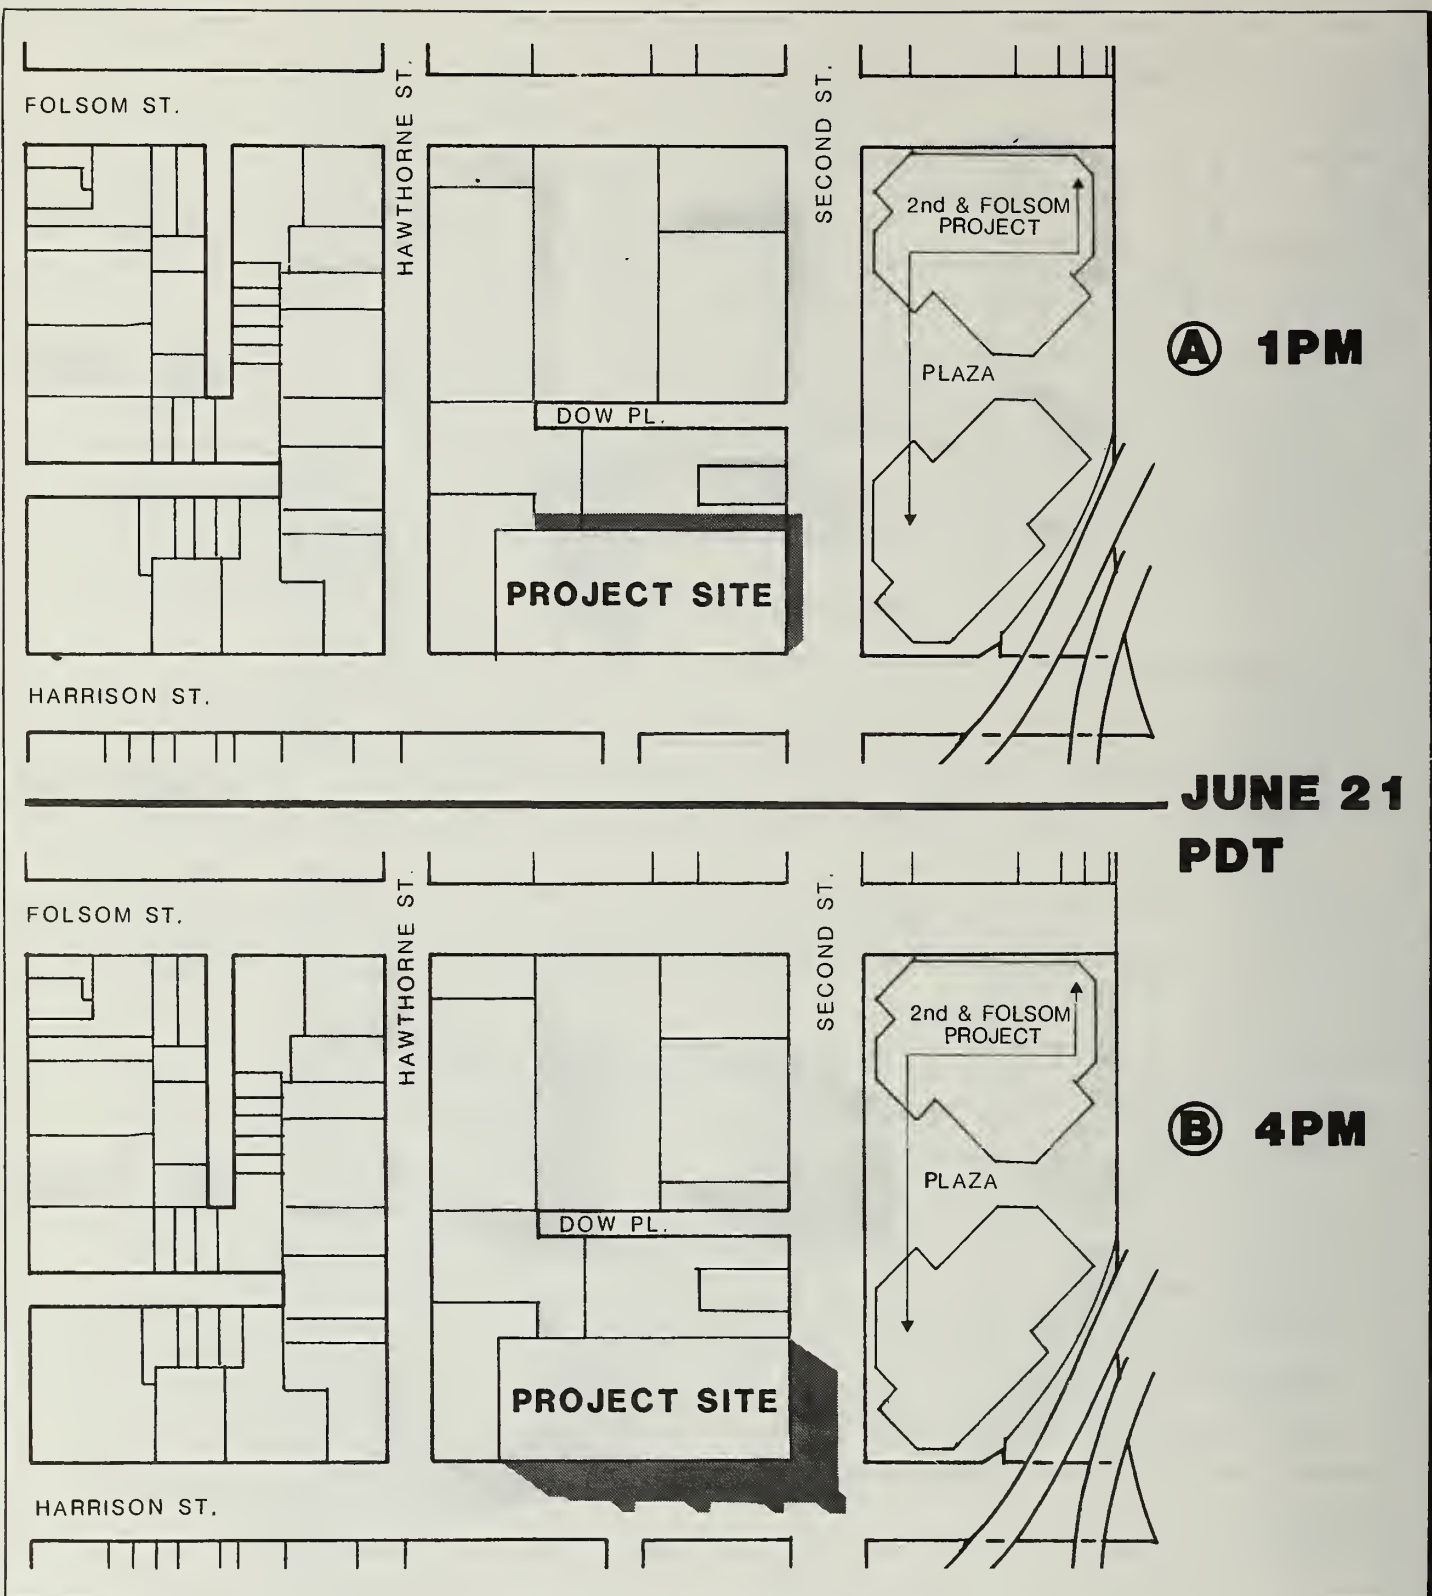 FOLSOM ST.
HAWTHORNE ST.
SECOND ST.
2nd & FOLSOM
PROJECT
PLAZA
DOW PL.
PROJECT SITE
HARRISON ST.
A 1PM
JUNE 21
PDT
FOLSOM ST.
HAWTHORNE ST.
SECOND ST.
2nd & FOLSOM
PROJECT
PLAZA
DOW PL.
PROJECT SITE
HARRISON ST.
B 4PM